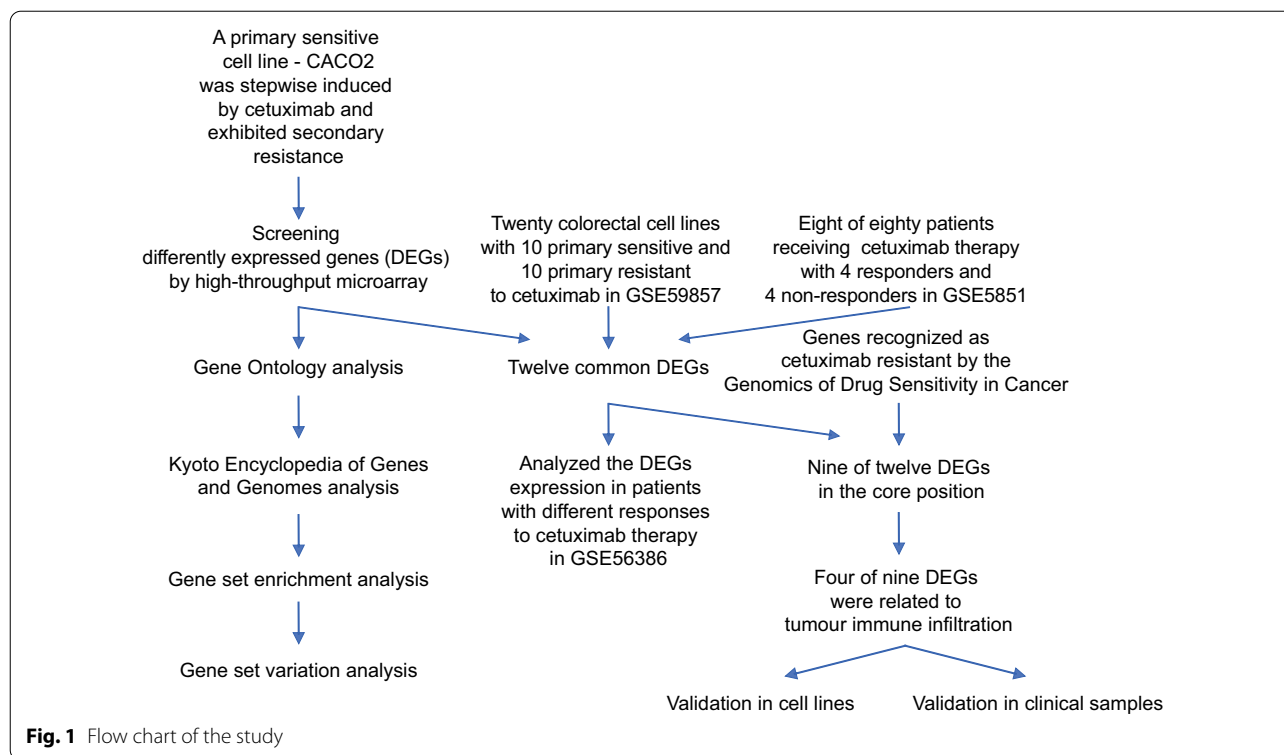 A primary sensitive
cell line - CACO2
was stepwise induced
by cetuximab and
exhibited secondary
resistance
Screening
differently expressed genes (DEGs)
by high-throughput microarray
Twenty colorectal cell lines
with 10 primary sensitive and
10 primary resistant
to cetuximab in GSE59857
Eight of eighty patients
receiving cetuximab therapy
with 4 responders and
4 non-responders in GSE5851
Gene Ontology analysis
Twelve common DEGs
Genes recognized as
cetuximab resistant by the
Genomics of Drug Sensitivity in Cancer
Kyoto Encyclopedia of Genes
and Genomes analysis
Analyzed the DEGs
expression in patients
with different responses
to cetuximab therapy
in GSE56386
Nine of twelve DEGs
in the core position
Gene set enrichment analysis
Four of nine DEGs
were related to
tumour immune infiltration
Gene set variation analysis
Validation in cell lines
Validation in clinical samples
Fig. 1 Flow chart of the study